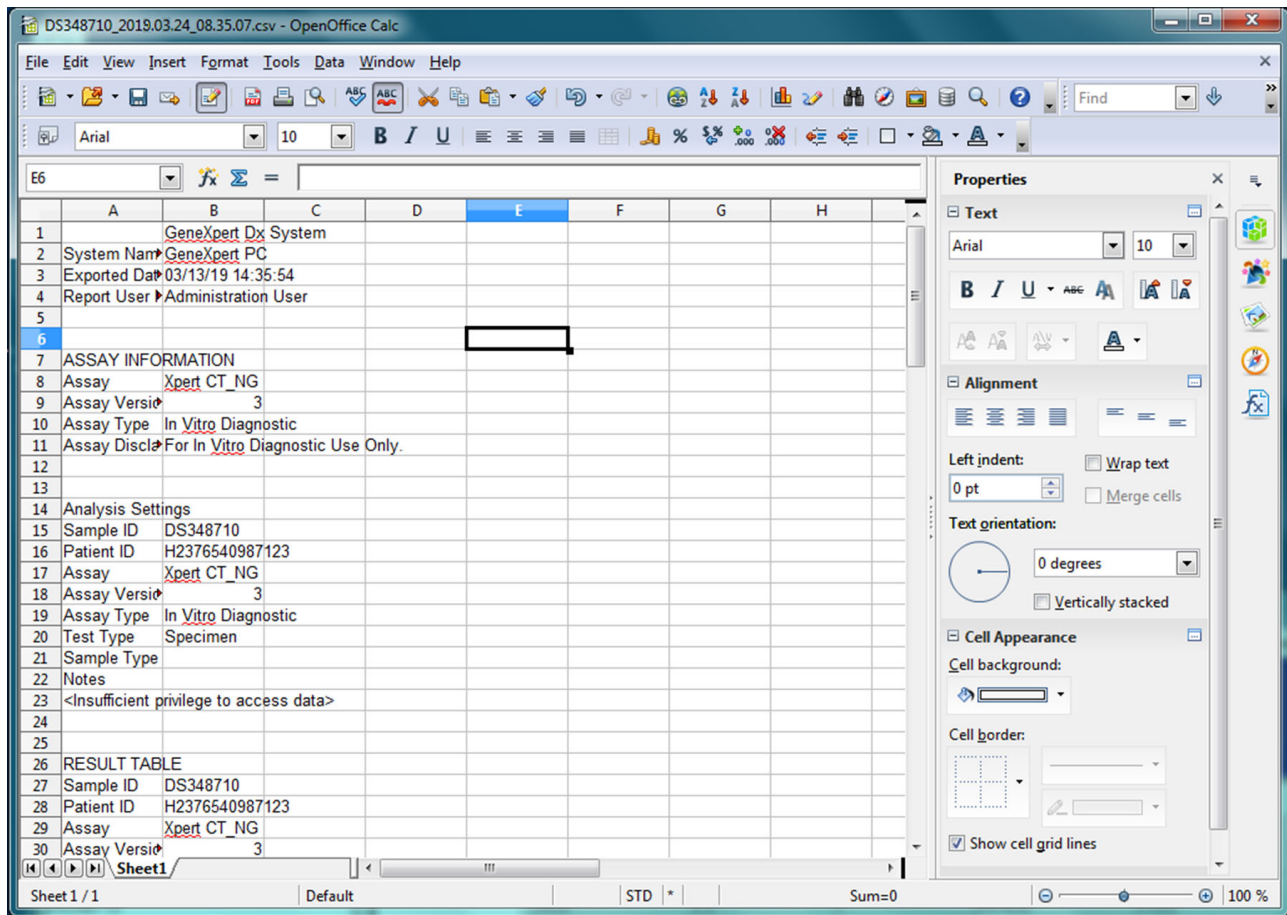 DS348710_2019.03.24_08.35.07.csv - OpenOffice Calc
File Edit View Insert Format Tools Data Window Help
Find
Arial 10
E6
A B C D E F G H
1 GeneXpert Dx System
2 System Nam GeneXpert PC
3 Exported Dat 03/13/19 14:35:54
4 Report User Administration User
5
6
7 ASSAY INFORMATION
8 Assay Xpert CT_NG
9 Assay Versio 3
10 Assay Type In Vitro Diagnostic
11 Assay Discla For In Vitro Diagnostic Use Only.
12
13
14 Analysis Settings
15 Sample ID DS348710
16 Patient ID H2376540987123
17 Assay Xpert CT_NG
18 Assay Versio 3
19 Assay Type In Vitro Diagnostic
20 Test Type Specimen
21 Sample Type
22 Notes
23 <Insufficient privilege to access data>
24
25
26 RESULT TABLE
27 Sample ID DS348710
28 Patient ID H2376540987123
29 Assay Xpert CT_NG
30 Assay Versio 3
Sheet1
Sheet 1 / 1 Default STD * Sum=0 100 %
Properties
Text
Arial 10
B I U ABC
Alignment
Left indent:
0 pt
Wrap text
Merge cells
Text orientation:
0 degrees
Vertically stacked
Cell Appearance
Cell background:
Cell border:
Show cell grid lines